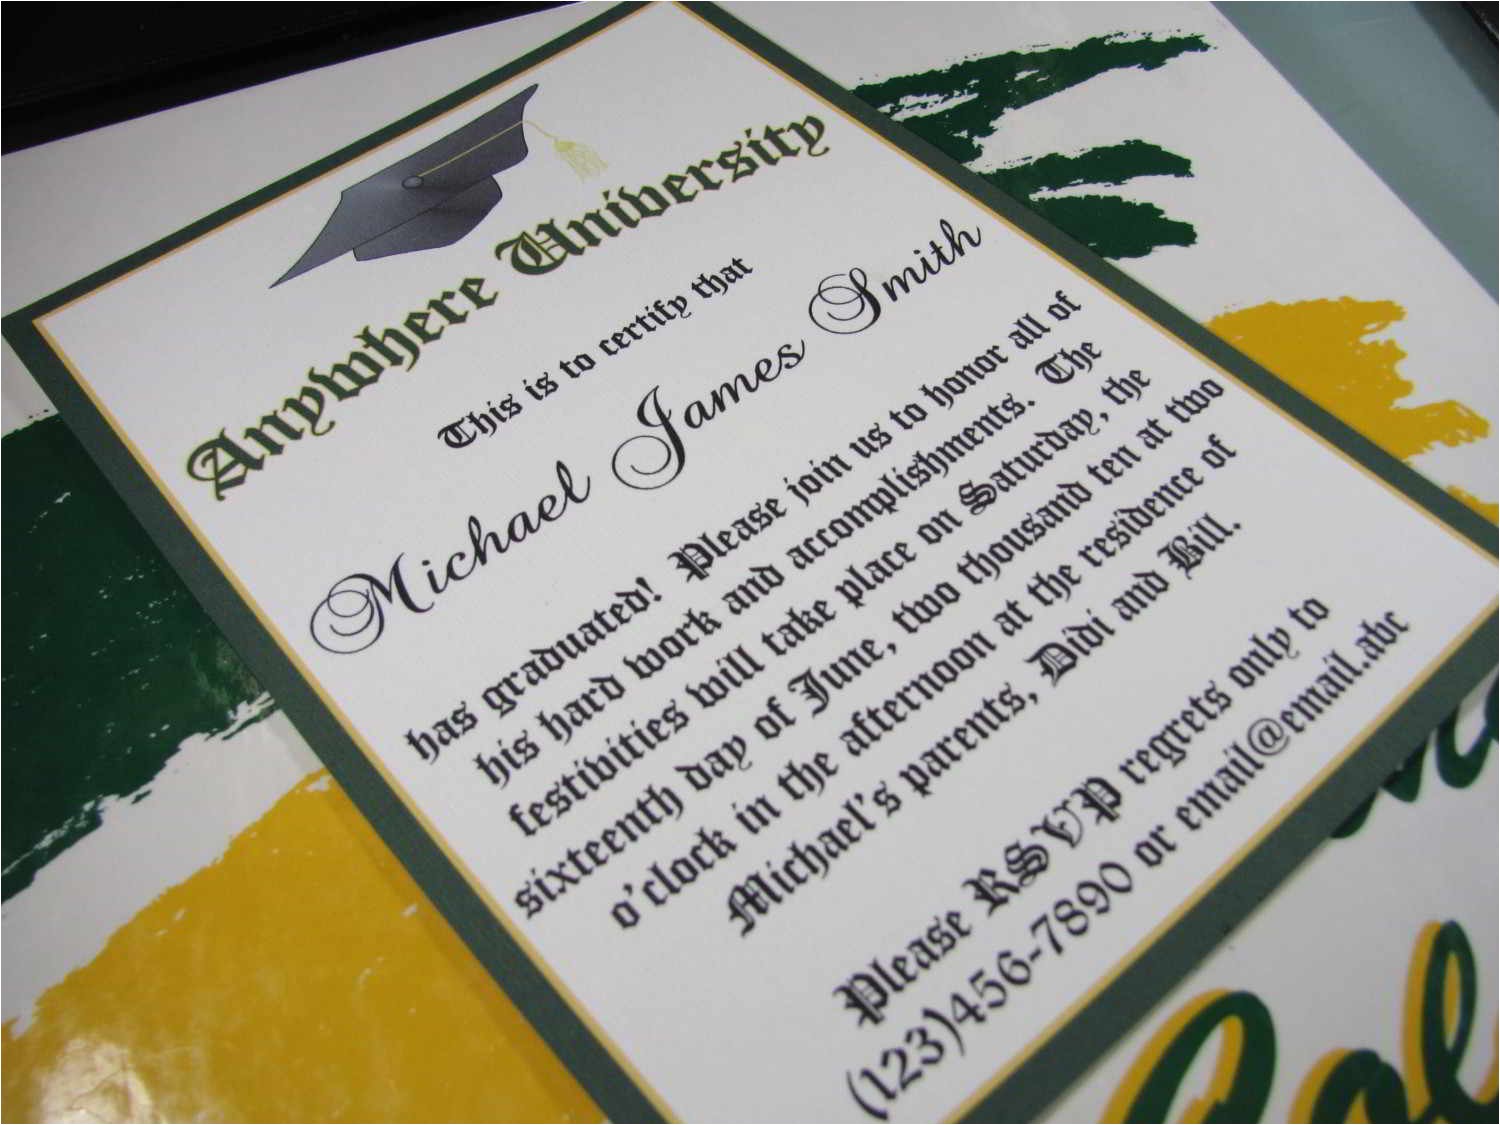 Anywhere University
This is to certify that
Michael James Smith
has graduated!  Please join us to honor all of
his hard work and accomplishments.  The
festivities will take place on Saturday, the
sixteenth day of June, two thousand ten at two
o'clock in the afternoon at the residence of
Michael's parents, Didi and Bill.
Please RSVP regrets only to
(123)456-7890 or email@email.abc